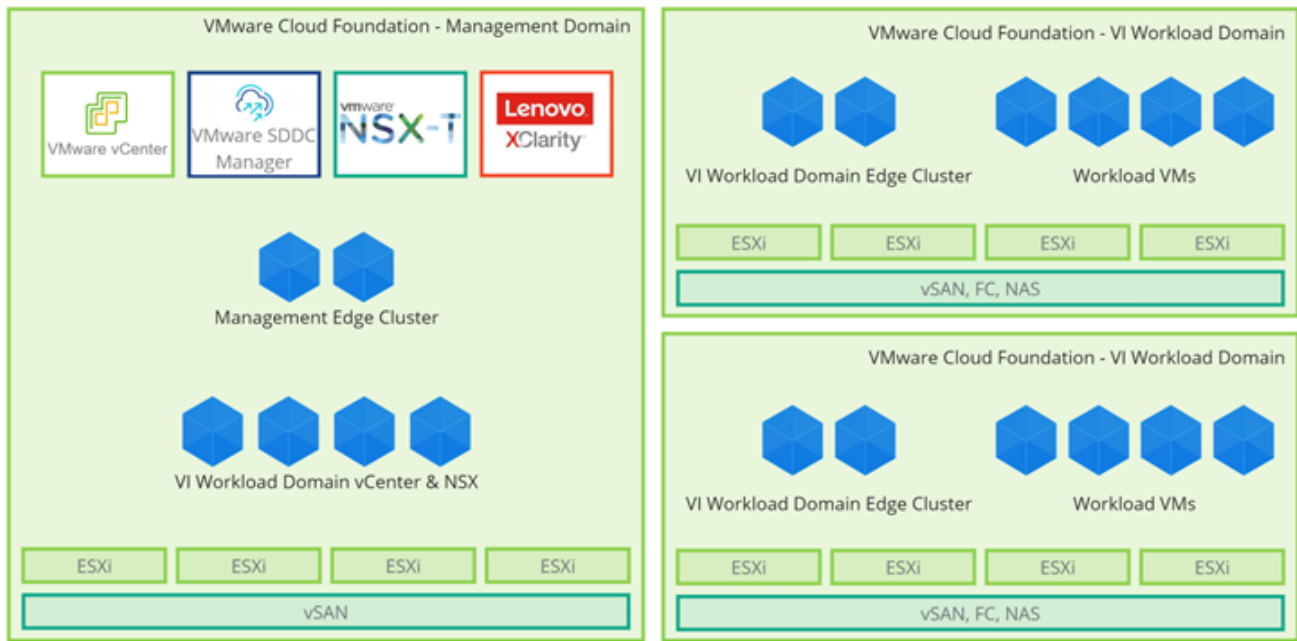 VMware Cloud Foundation - Management Domain
VMware vCenter
VMware SDDC
Manager
vmware
NSX-T
Lenovo
XClarity
Management Edge Cluster
VI Workload Domain vCenter & NSX
ESXi
ESXi
ESXi
ESXi
vSAN
VMware Cloud Foundation - VI Workload Domain
VI Workload Domain Edge Cluster
Workload VMs
ESXi
ESXi
ESXi
ESXi
vSAN, FC, NAS
VMware Cloud Foundation - VI Workload Domain
VI Workload Domain Edge Cluster
Workload VMs
ESXi
ESXi
ESXi
ESXi
vSAN, FC, NAS